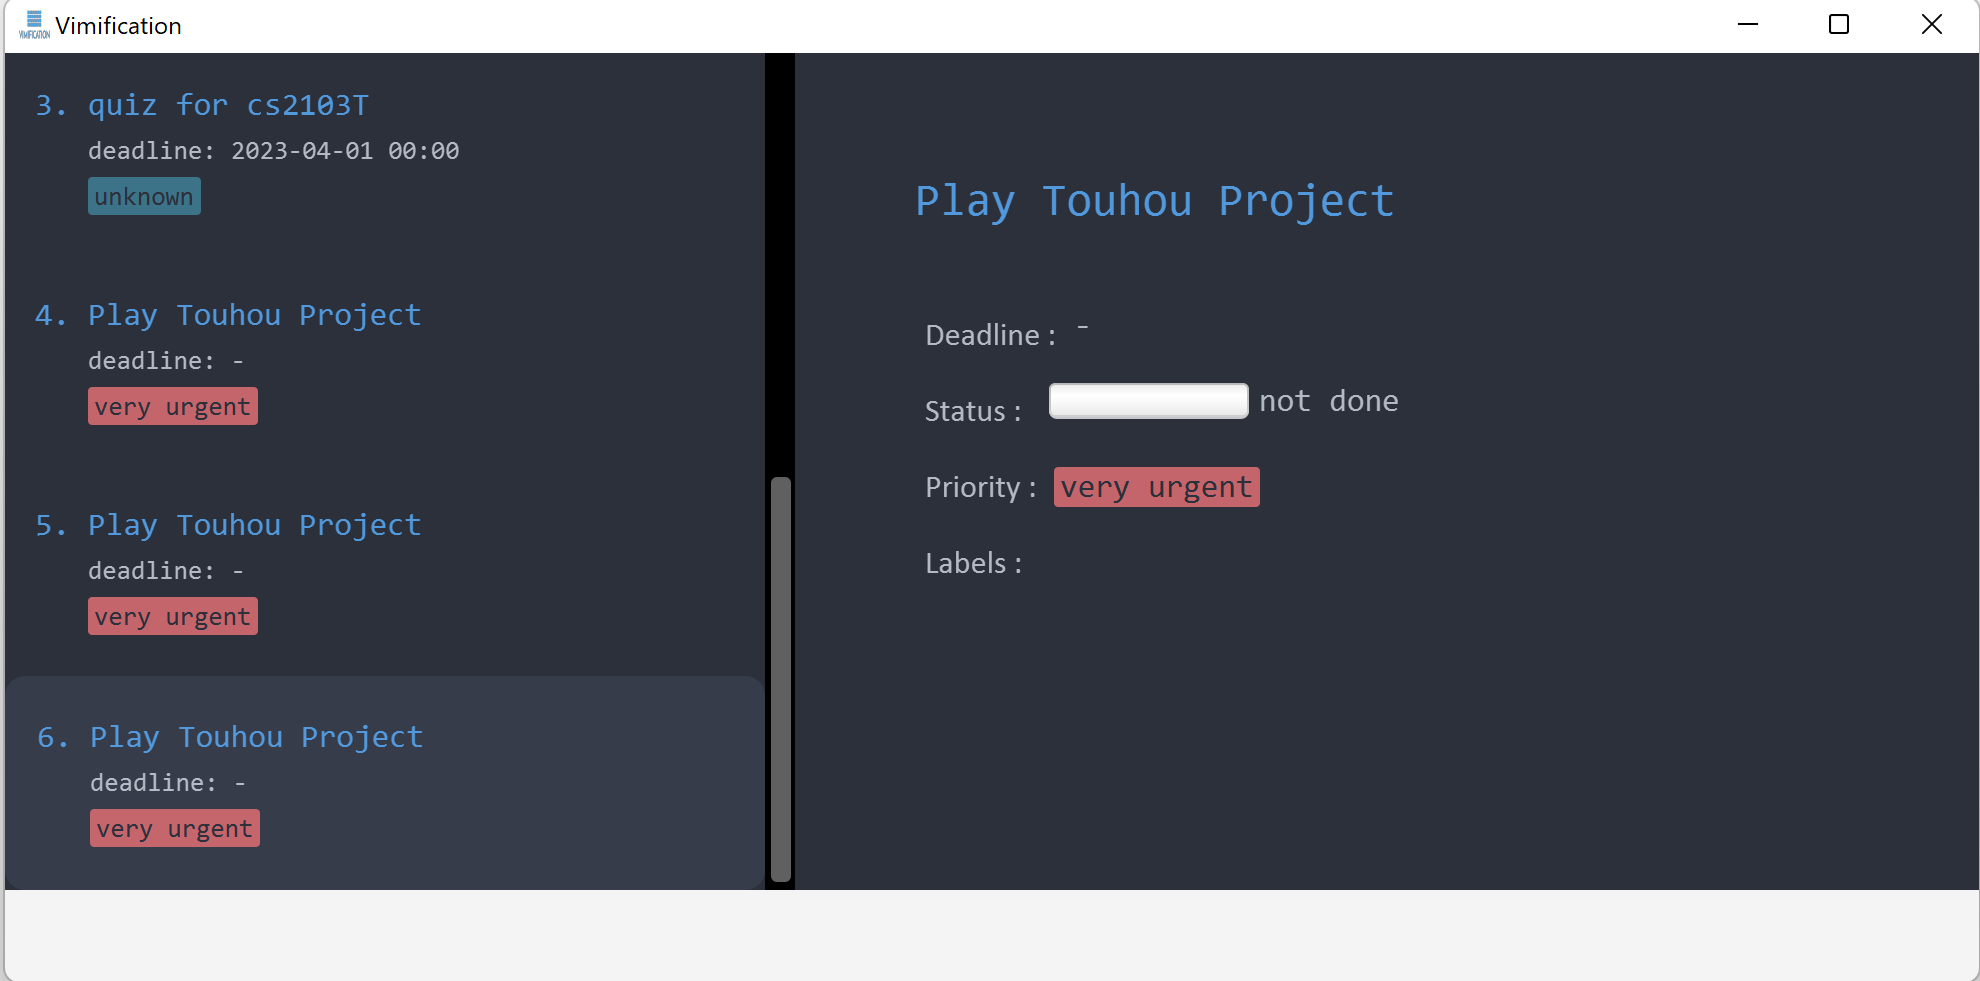 VIMIFICATION
Vimification
3. quiz for cs2103T
deadline: 2023-04-01 00:00
unknown
4. Play Touhou Project
deadline: -
very urgent
5. Play Touhou Project
deadline: -
very urgent
6. Play Touhou Project
deadline: -
very urgent
Play Touhou Project
Deadline : -
Status : not done
Priority : very urgent
Labels :